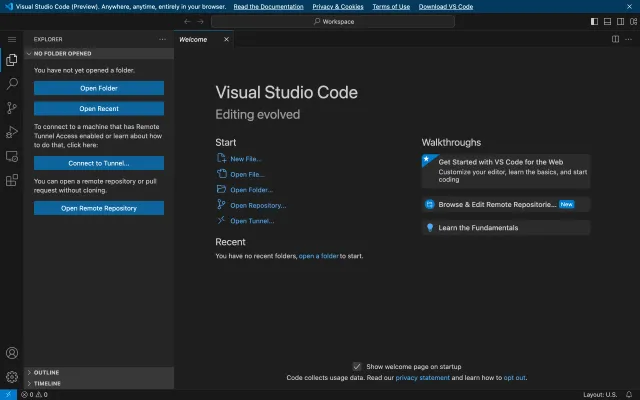 Visual Studio Code (Preview). Anywhere, anytime, entirely in your browser. Read the Documentation Privacy & Cookies Terms of Use Download VS Code
Workspace
EXPLORER
Welcome
NO FOLDER OPENED
You have not yet opened a folder.
Open Folder
Open Recent
To connect to a machine that has Remote
Tunnel Access enabled or learn about how
to do that, click here:
Connect to Tunnel...
You can open a remote repository or pull
request without cloning.
Open Remote Repository
OUTLINE
TIMELINE
Visual Studio Code
Editing evolved
Start
New File...
Open File...
Open Folder...
Open Repository...
Open Tunnel...
Recent
You have no recent folders, open a folder to start.
Walkthroughs
Get Started with VS Code for the Web
Customize your editor, learn the basics, and start
coding
Browse & Edit Remote Repositorie... New
Learn the Fundamentals
Show welcome page on startup
Code collects usage data. Read our privacy statement and learn how to opt out.
0 0
Layout: U.S.